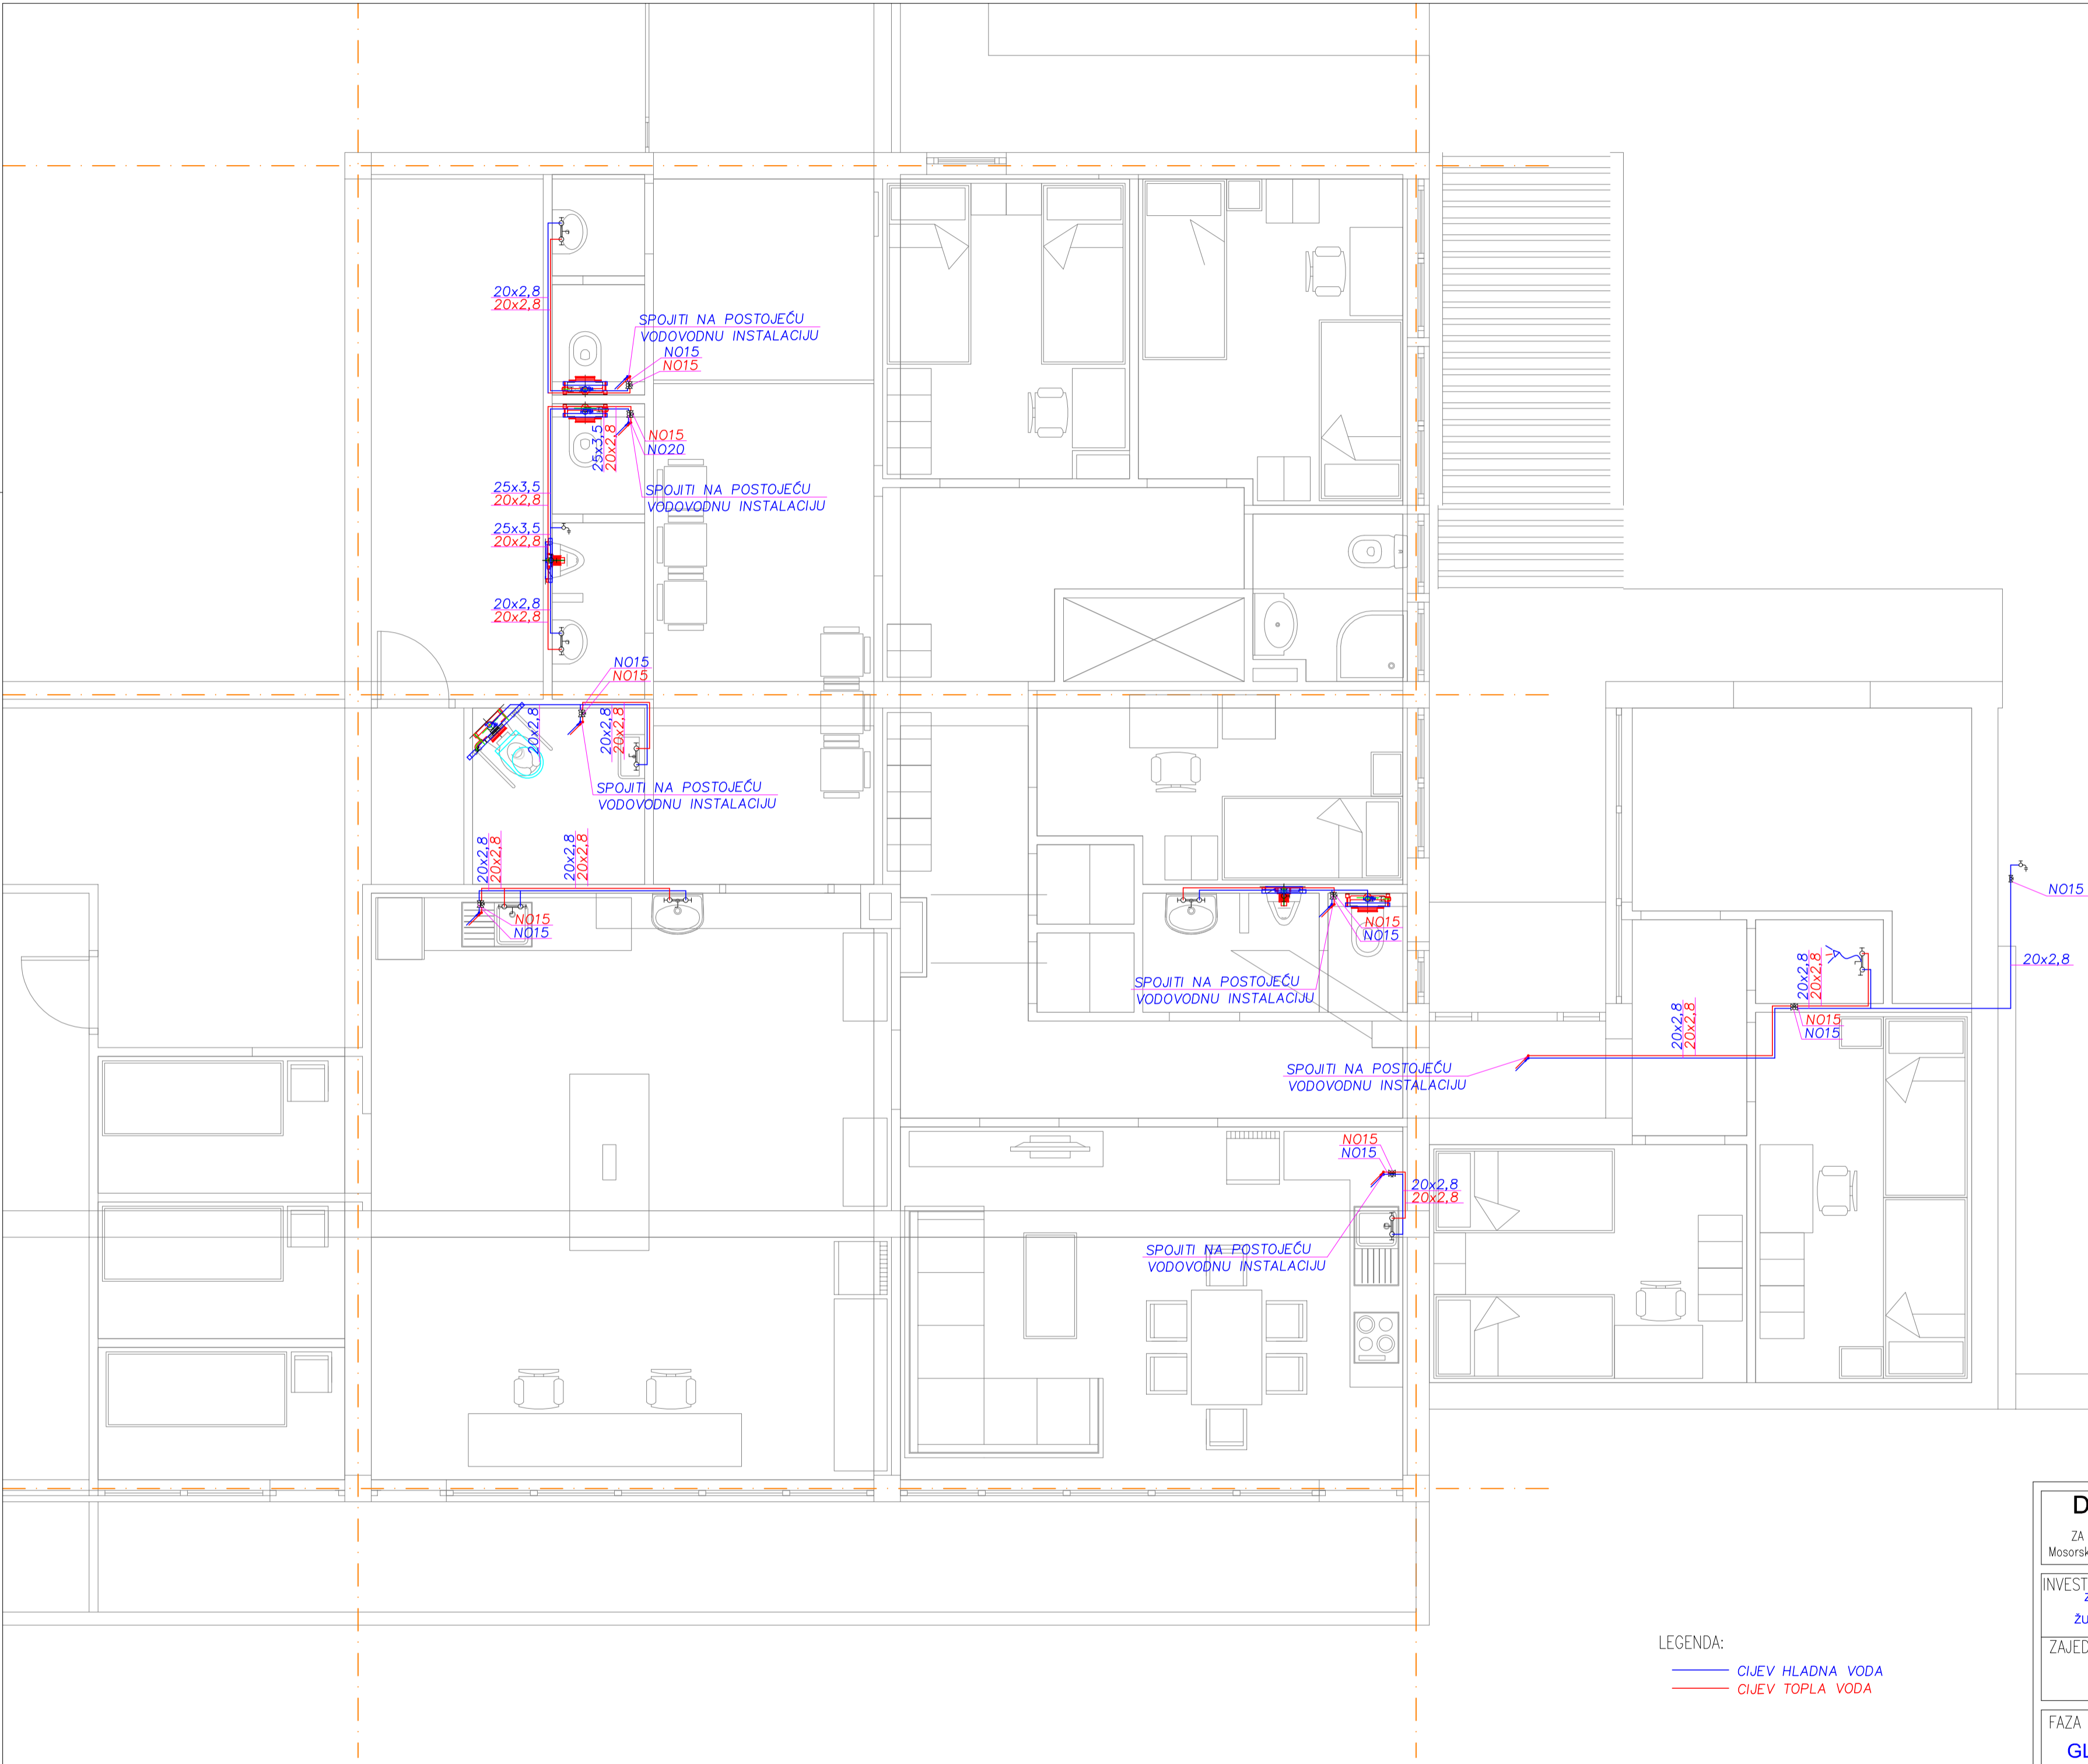 20x2,8
20x2,8
SPOJITI NA POSTOJEĆU
VODOVODNU INSTALACIJU
NO15
NO15
25x3,5
20x2,8
NO15
NO20
SPOJITI NA POSTOJEĆU
VODOVODNU INSTALACIJU
25x3,5
20x2,8
25x3,5
20x2,8
20x2,8
20x2,8
NO15
NO15
20x2,8
20x2,8
20x2,8
SPOJITI NA POSTOJEĆU
VODOVODNU INSTALACIJU
20x2,8
20x2,8
20x2,8
20x2,8
NO15
NO15
NO15
NO15
SPOJITI NA POSTOJEĆU
VODOVODNU INSTALACIJU
NO15
20x2,8
20x2,8
20x2,8
20x2,8
20x2,8
NO15
NO15
SPOJITI NA POSTOJEĆU
VODOVODNU INSTALACIJU
NO15
NO15
20x2,8
20x2,8
SPOJITI NA POSTOJEĆU
VODOVODNU INSTALACIJU
LEGENDA:
CIJEV HLADNA VODA
CIJEV TOPLA VODA
D
ZA
Mosorsk
INVEST
Z
ŽU
ZAJED
FAZA
GL